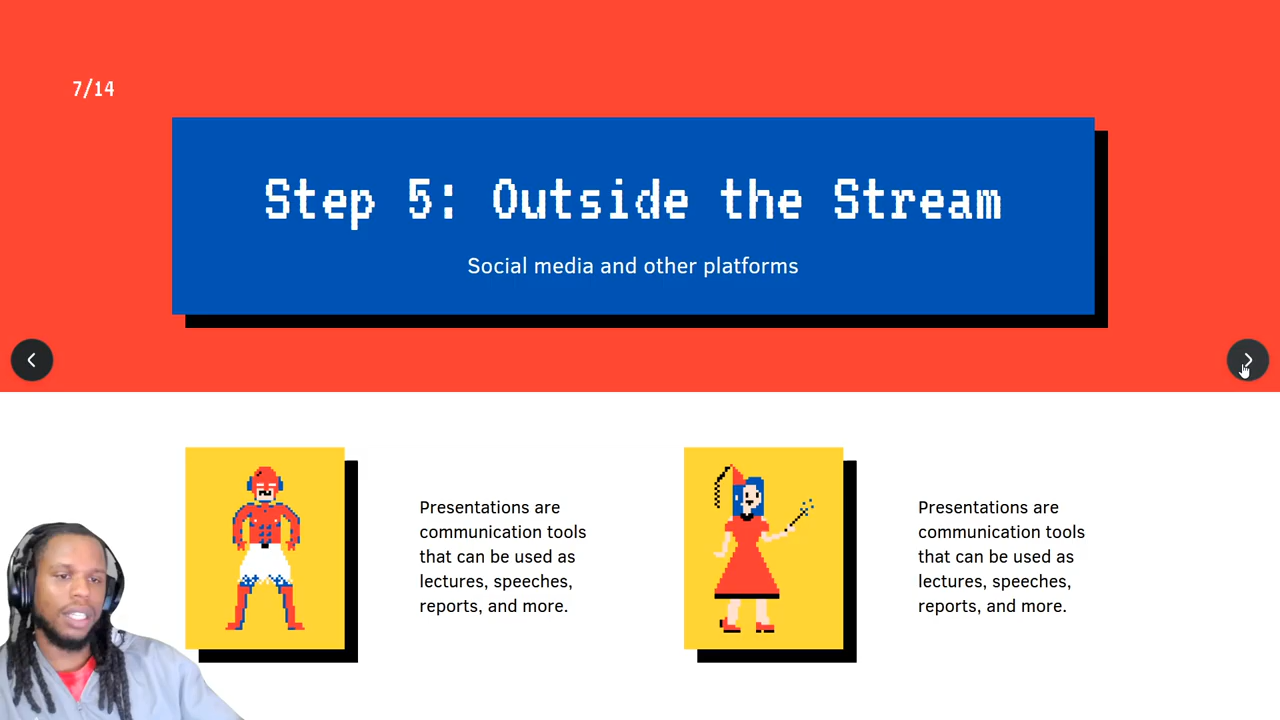 7/14
Step 5: Outside the Stream
Social media and other platforms
Presentations are
communication tools
that can be used as
lectures, speeches,
reports, and more.
Presentations are
communication tools
that can be used as
lectures, speeches,
reports, and more.